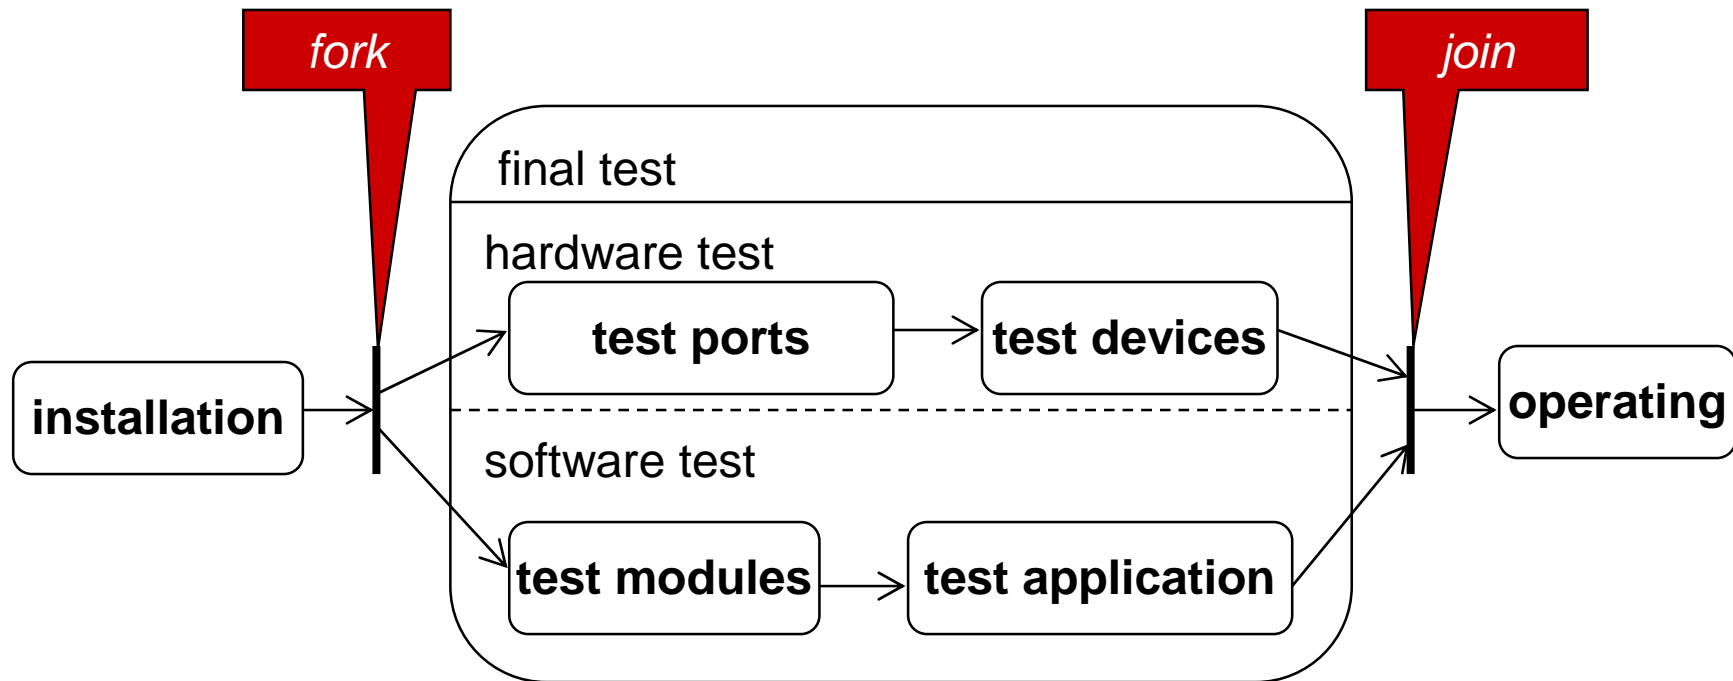 fork
join
final test
hardware test
test ports
test devices
installation
operating
software test
test modules
test application